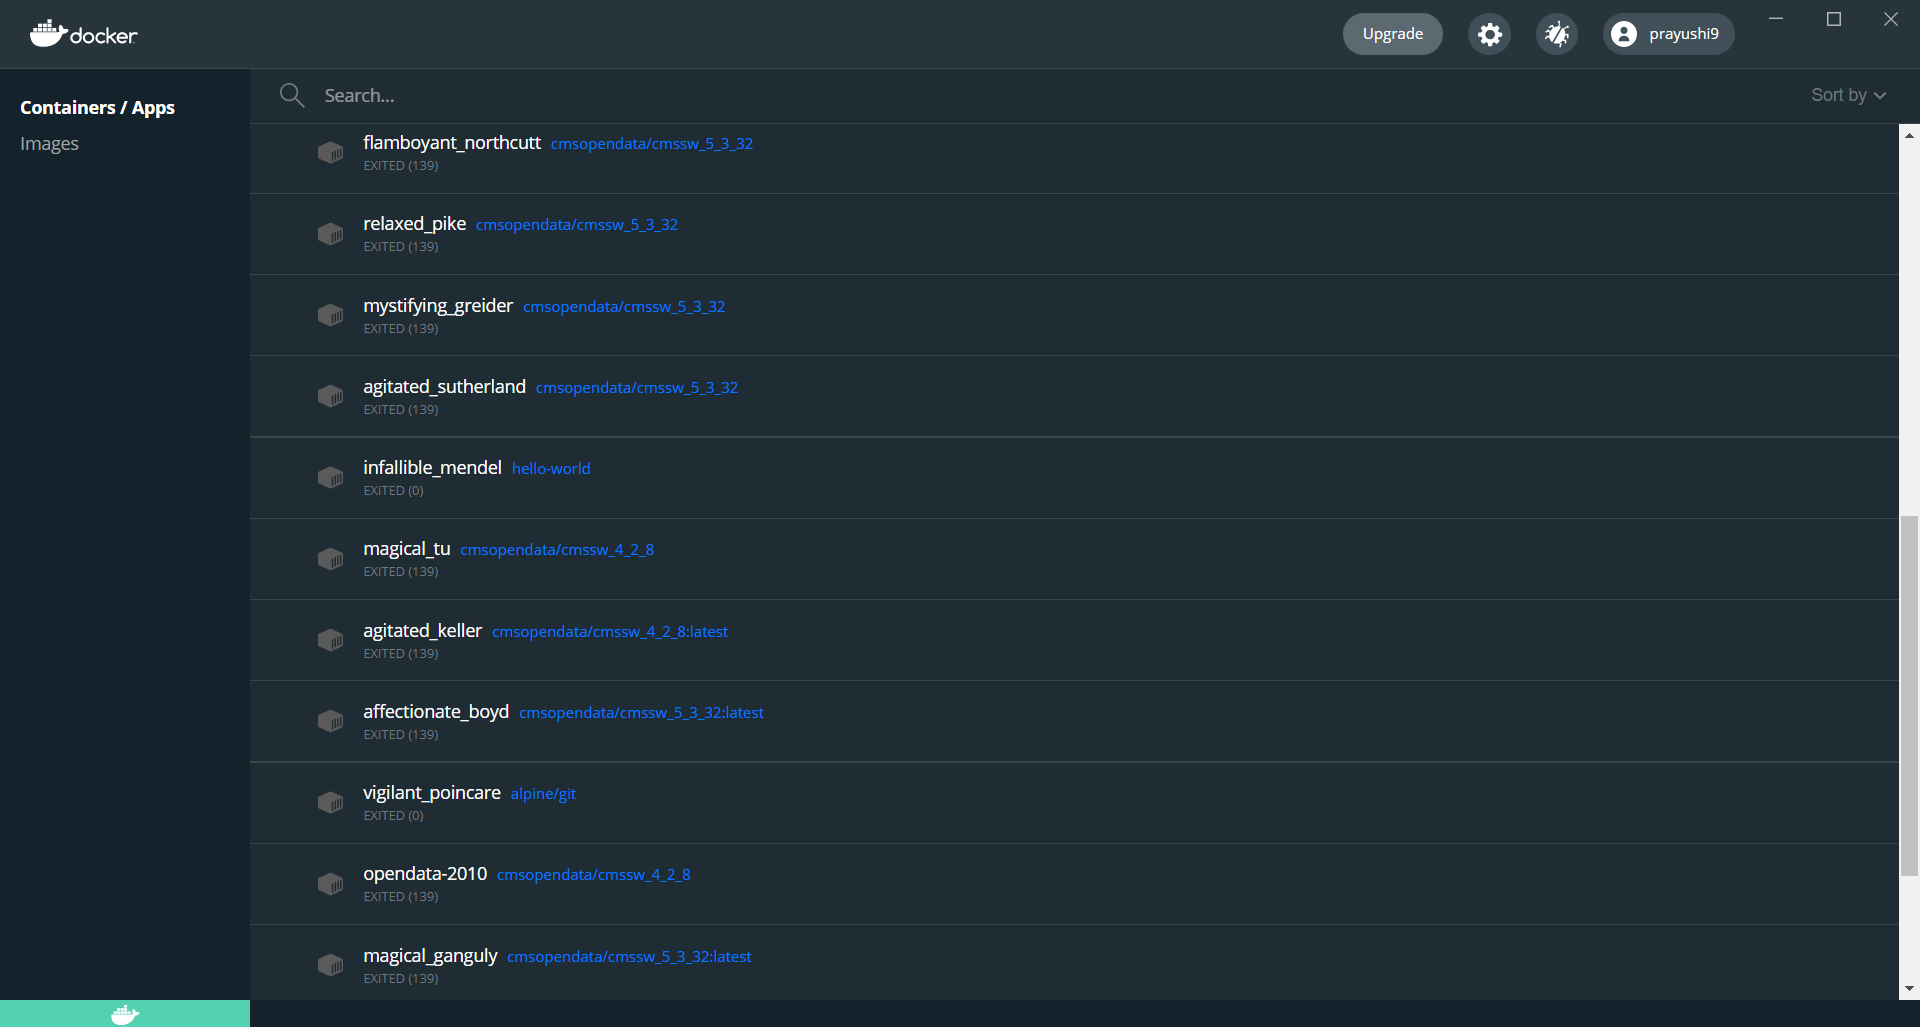 docker
Upgrade
prayushi9
Containers / Apps
Images
Search...
Sort by
flamboyant_northcutt cmsopendata/cmssw_5_3_32
EXITED (139)
relaxed_pike cmsopendata/cmssw_5_3_32
EXITED (139)
mystifying_greider cmsopendata/cmssw_5_3_32
EXITED (139)
agitated_sutherland cmsopendata/cmssw_5_3_32
EXITED (139)
infallible_mendel hello-world
EXITED (0)
magical_tu cmsopendata/cmssw_4_2_8
EXITED (139)
agitated_keller cmsopendata/cmssw_4_2_8:latest
EXITED (139)
affectionate_boyd cmsopendata/cmssw_5_3_32:latest
EXITED (139)
vigilant_poincare alpine/git
EXITED (0)
opendata-2010 cmsopendata/cmssw_4_2_8
EXITED (139)
magical_ganguly cmsopendata/cmssw_5_3_32:latest
EXITED (139)